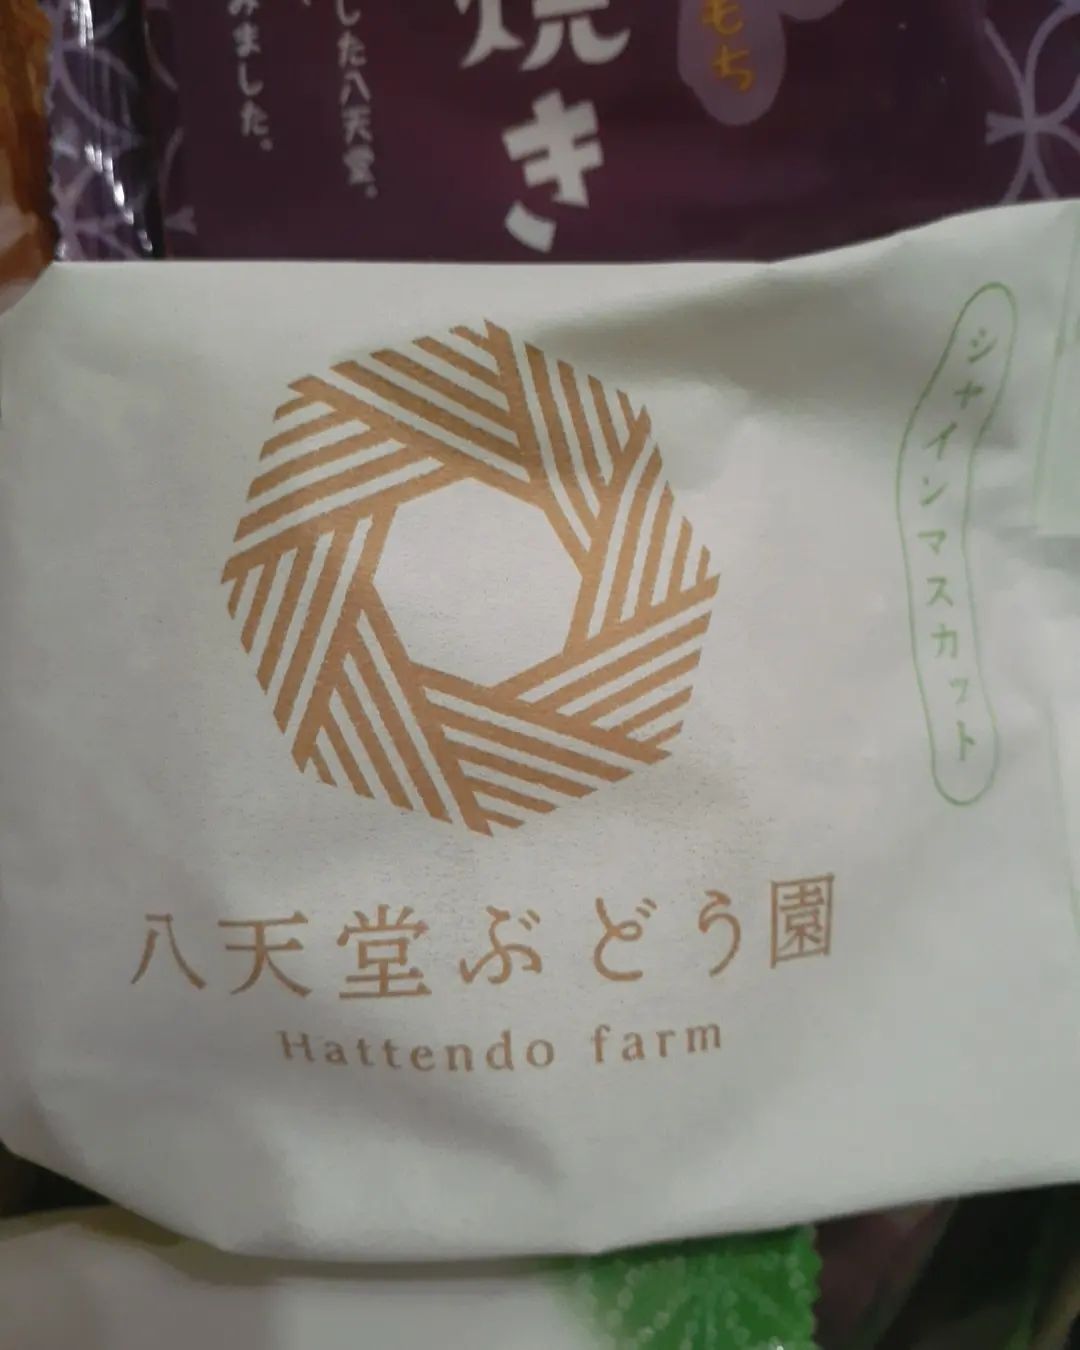 もち
焼き
した八天堂。
みました。
シャインマスカット
八天堂ぶどう園
Hattendo farm